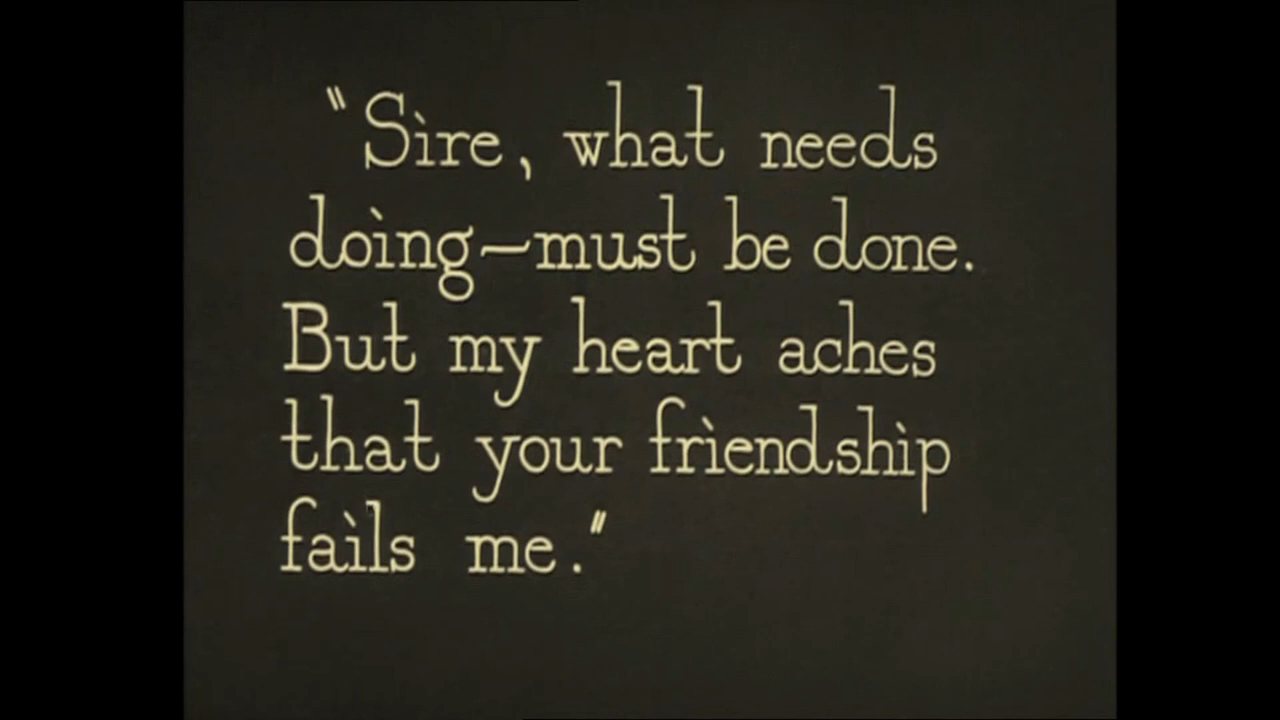 "Sire, what needs
doing—must be done.
But my heart aches
that your friendship
fails me."